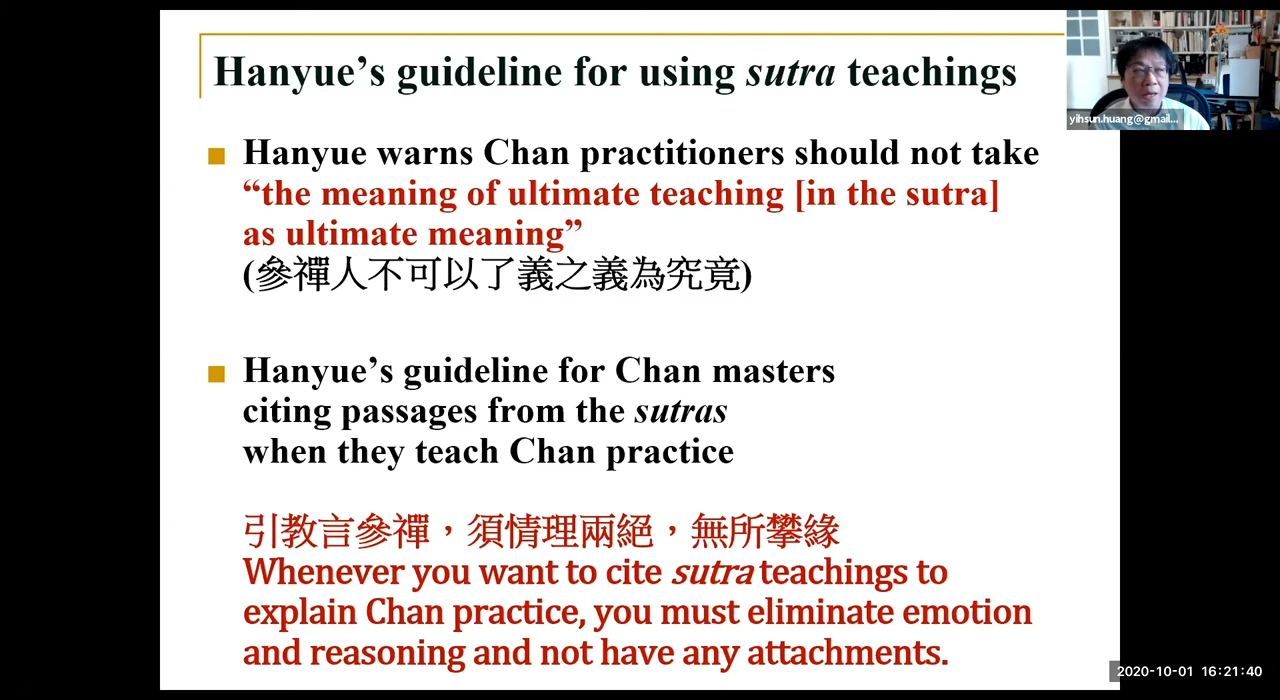 Hanyue’s guideline for using sutra teachings
yihsun.huang@gmail...
Hanyue warns Chan practitioners should not take
“the meaning of ultimate teaching [in the sutra]
as ultimate meaning”
(參禪人不可以了義之義為究竟)
Hanyue’s guideline for Chan masters
citing passages from the sutras
when they teach Chan practice
引教言參禪，須情理兩絕，無所攀緣
Whenever you want to cite sutra teachings to
explain Chan practice, you must eliminate emotion
and reasoning and not have any attachments.
2020-10-01 16:21:40